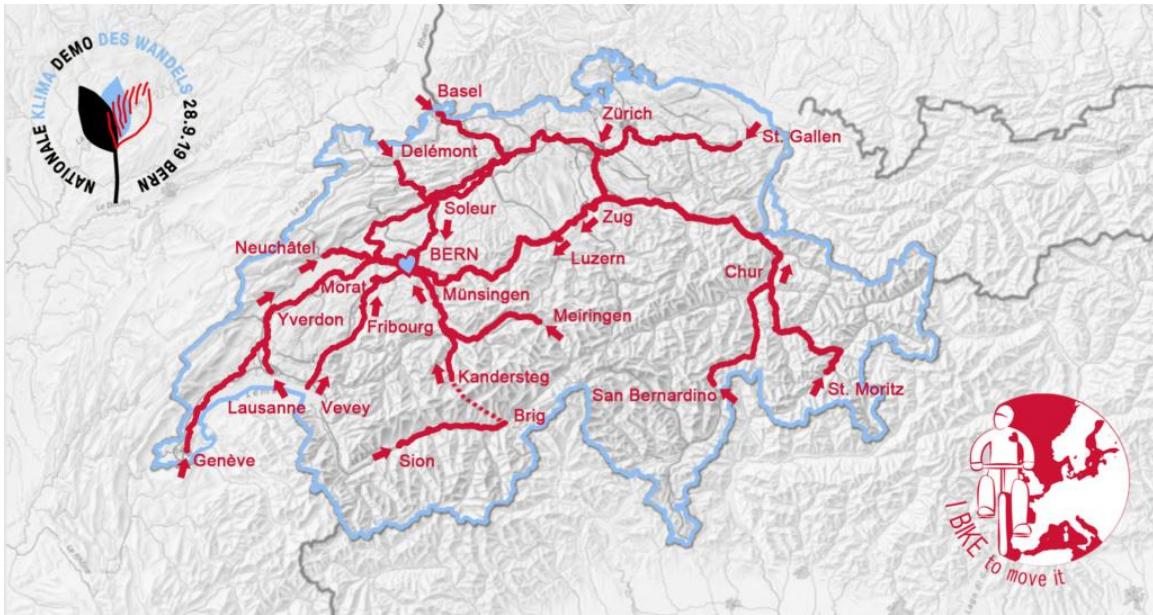 NATIONALE KLIMA DEMO DES WANDELS 28.9.19 BERN
Basel
Zürich
St. Gallen
Delémont
Soleur
Zug
Neuchâtel
BERN
Luzern
Chur
Morat
Münsingen
Yverdon
Fribourg
Meiringen
Kandersteg
San Bernardino
St. Moritz
Lausanne
Vevey
Brig
Genève
Sion
I BIKE to move it